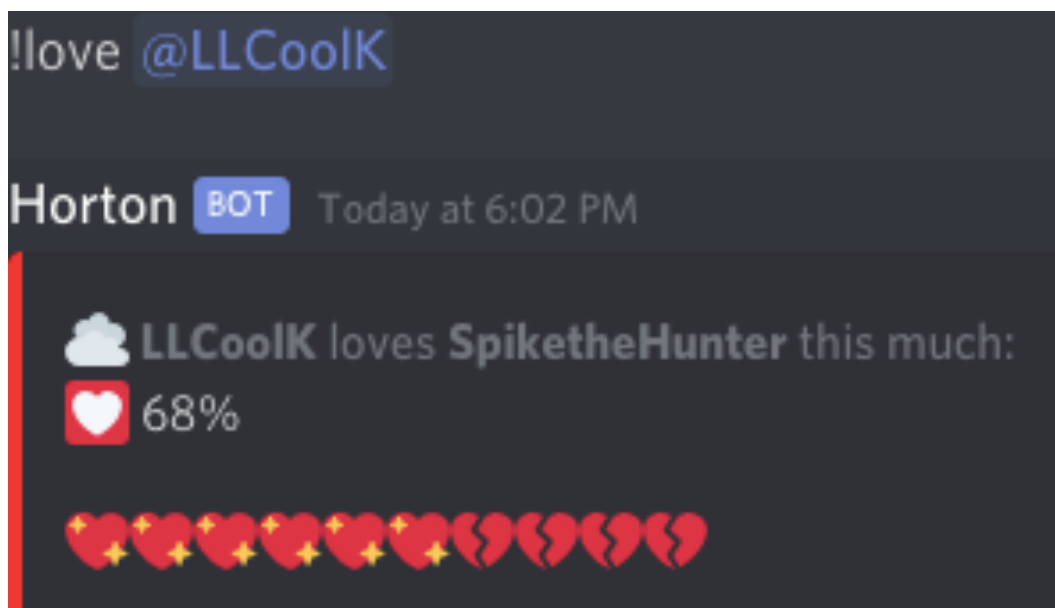 !love @LLCoolK
Horton BOT Today at 6:02 PM
LLCoolK loves SpiketheHunter this much:
68%